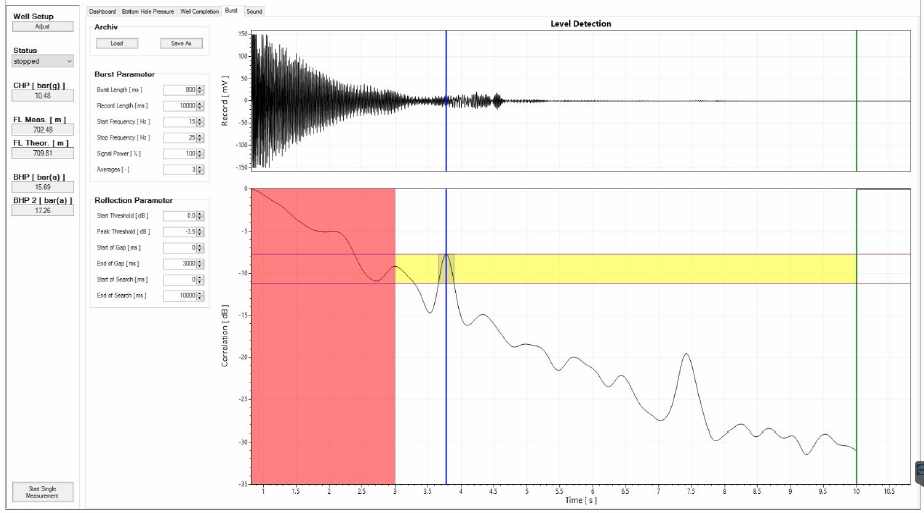 Dashboard Bottom Hole Pressure Well Completion Burst Sound
Well Setup
Adjust
Status
stopped
CHP [ bar(g) ]
10.48
FL Meas. [ m ]
702.48
FL Theor. [ m ]
709.81
BHP [ bar(a) ]
15.69
BHP 2 [ bar(a) ]
17.26
Start Single
Measurement
Archiv
Load Save As
Burst Parameter
Burst Length [ ms ] 800
Record Length [ms ] 10000
Start Frequency [ Hz ] 15
Stop Frequency [ Hz ] 25
Signal Power [ % ] 100
Averages [ - ] 3
Reflection Parameter
Start Threshold [ dB ] 0.0
Peak Threshold [ dB ] -3.5
Start of Gap [ ms ] 0
End of Gap [ ms ] 3000
Start of Search [ ms ] 0
End of Search [ ms ] 10000
Level Detection
Record [ mV ]
150
100
50
0
-50
-100
-150
Correlation [ dB ]
0
-5
-10
-15
-20
-25
-30
-35
1 1.5 2 2.5 3 3.5 4 4.5 5 5.5 6 6.5 7 7.5 8 8.5 9 9.5 10 10.5
Time [ s ]